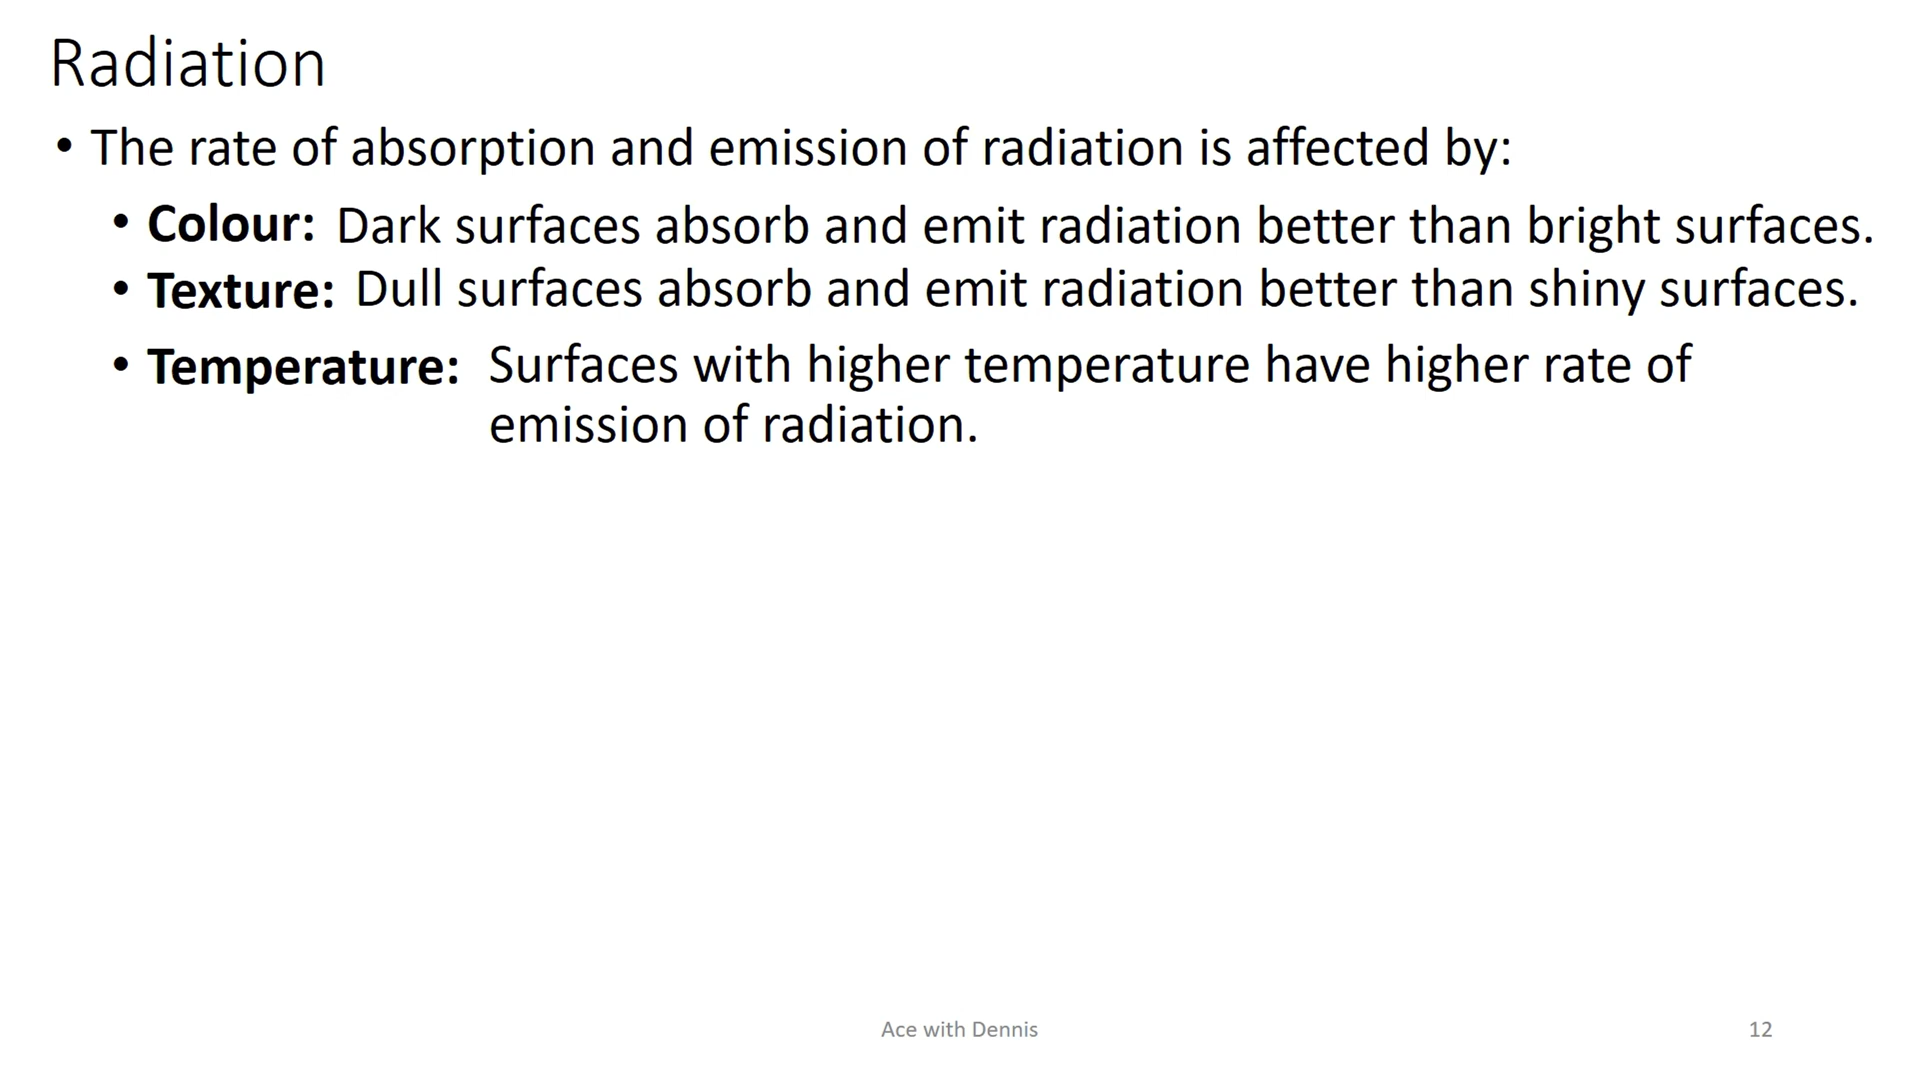 Radiation
• The rate of absorption and emission of radiation is affected by:
• Colour: Dark surfaces absorb and emit radiation better than bright surfaces.
• Texture: Dull surfaces absorb and emit radiation better than shiny surfaces.
• Temperature: Surfaces with higher temperature have higher rate of
emission of radiation.
Ace with Dennis
12